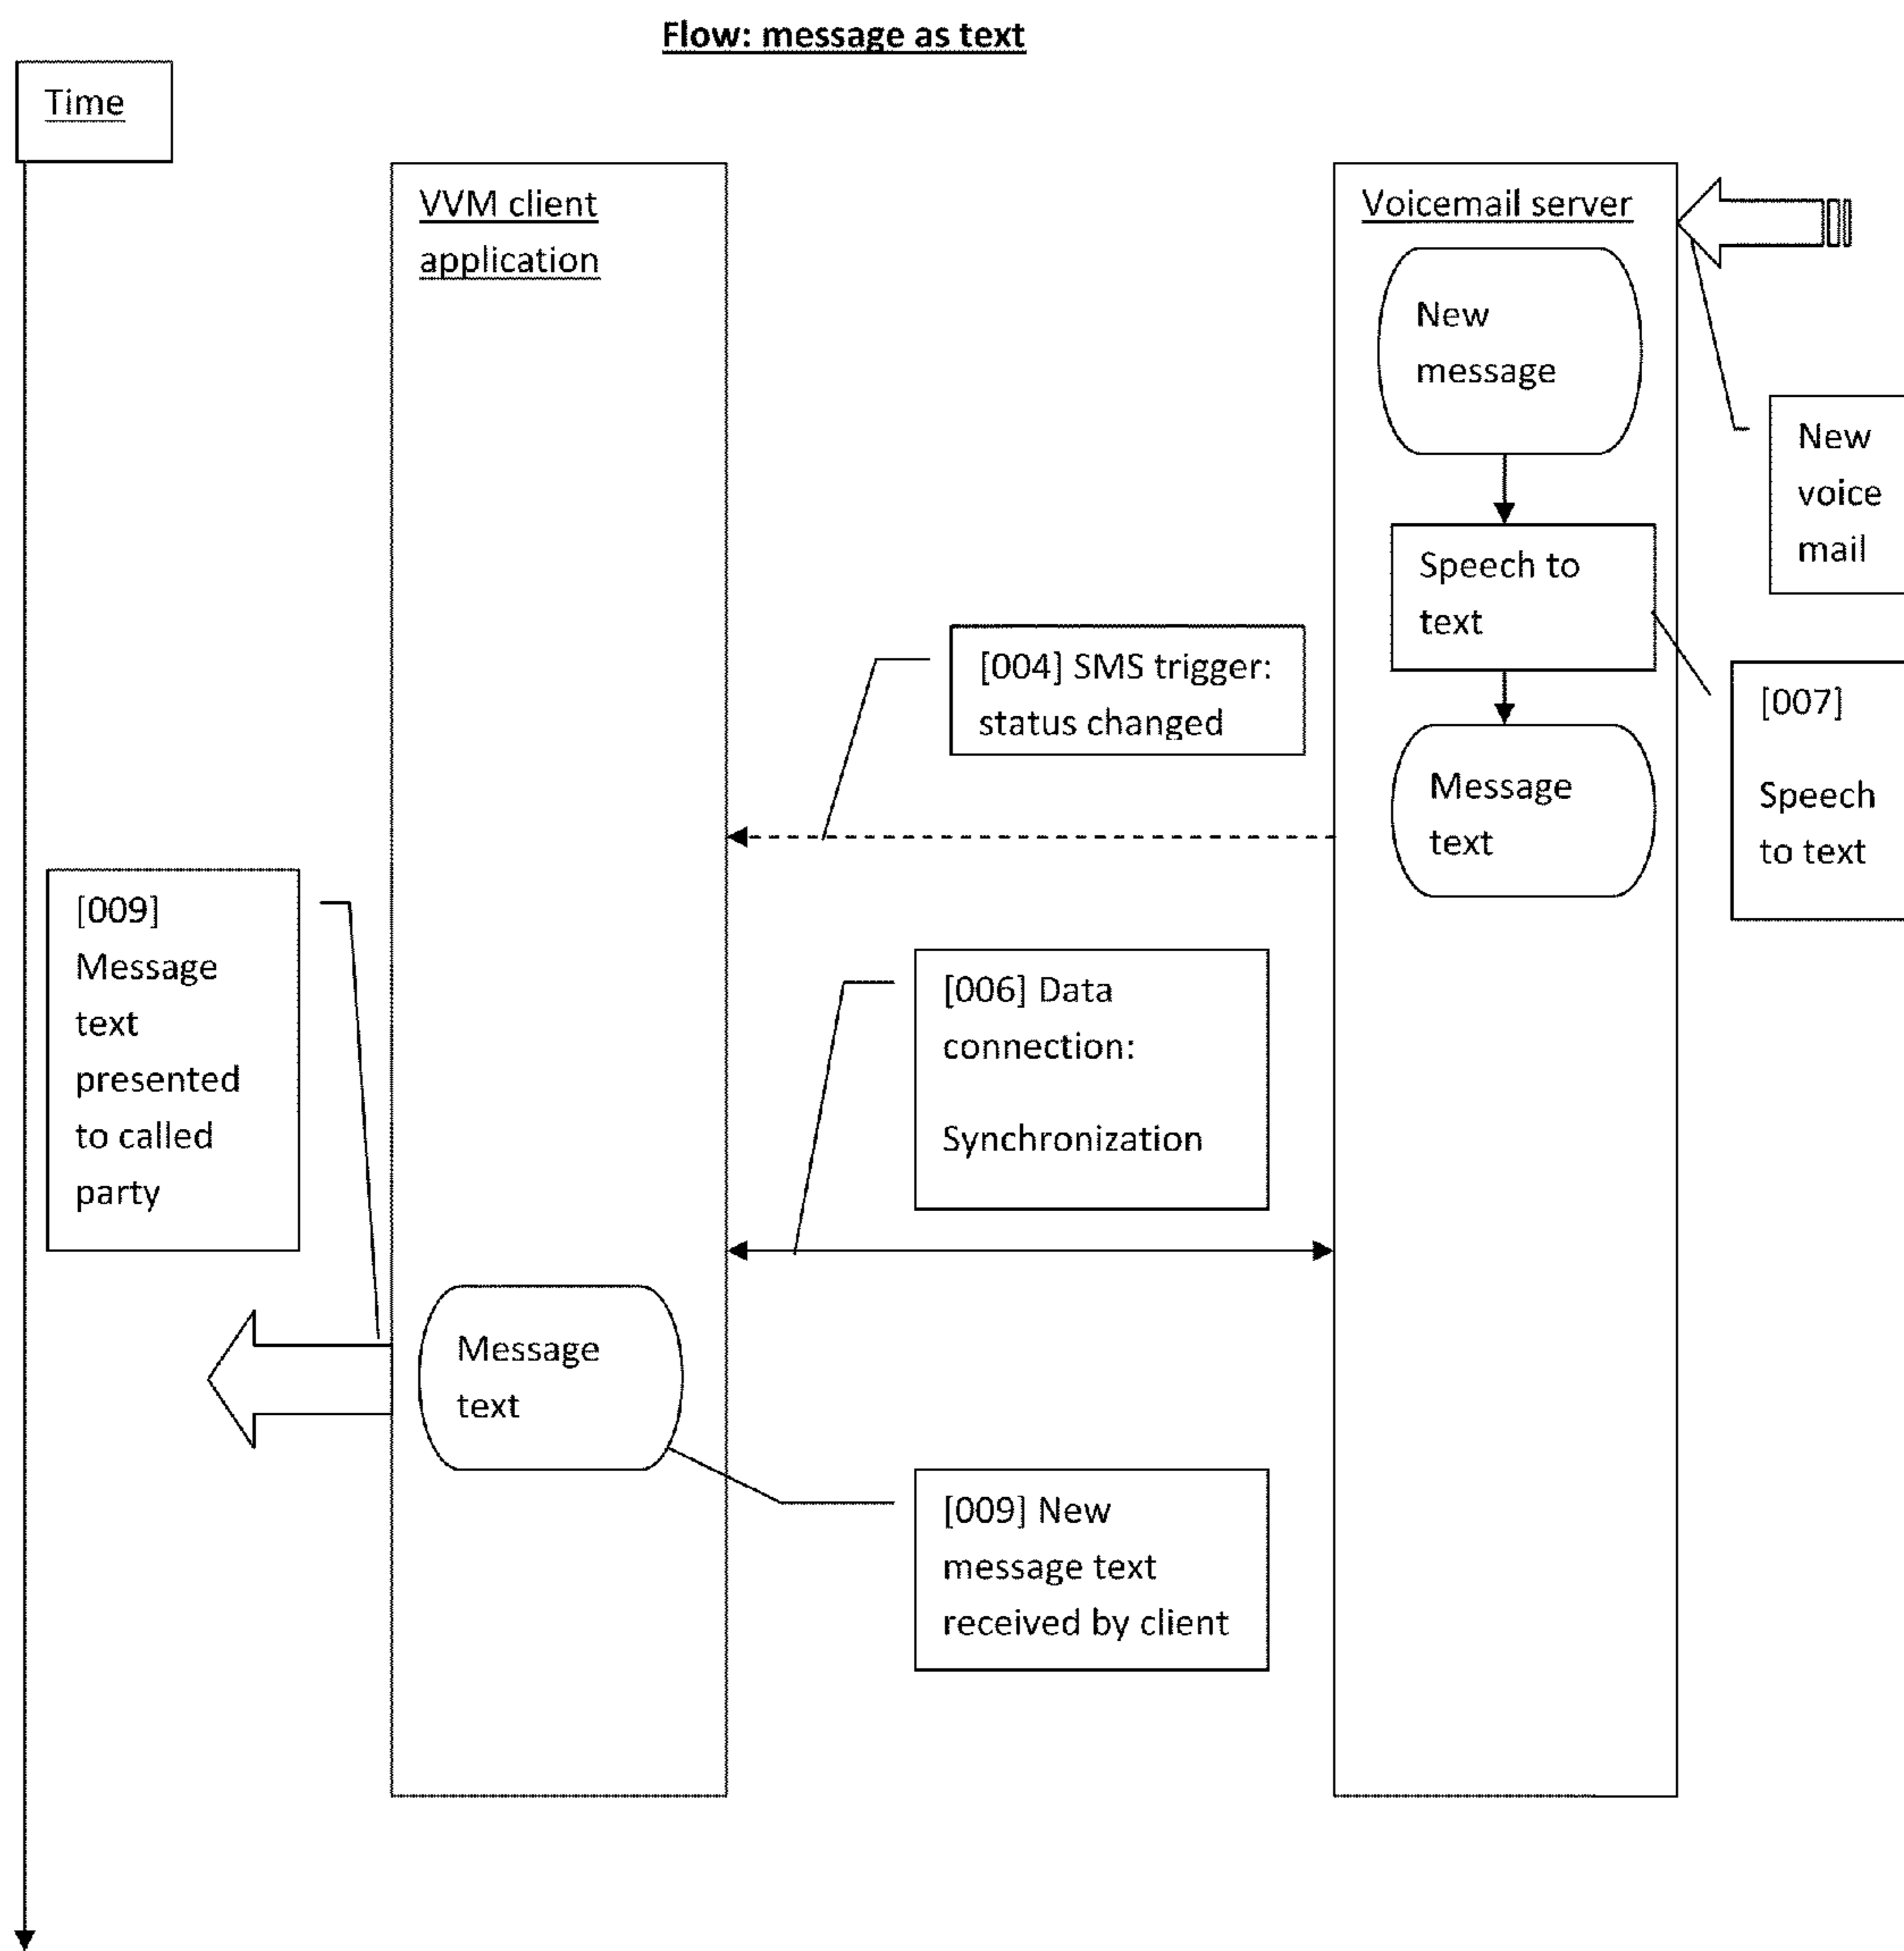 Flow: message as text
Time
VVM client
application
Voicemail server
New
message
New
voice
mail
Speech to
text
[004] SMS trigger:
status changed
[007]
Speech
to text
Message
text
[009]
Message
text
presented
to called
party
[006] Data
connection:
Synchronization
Message
text
[009] New
message text
received by client